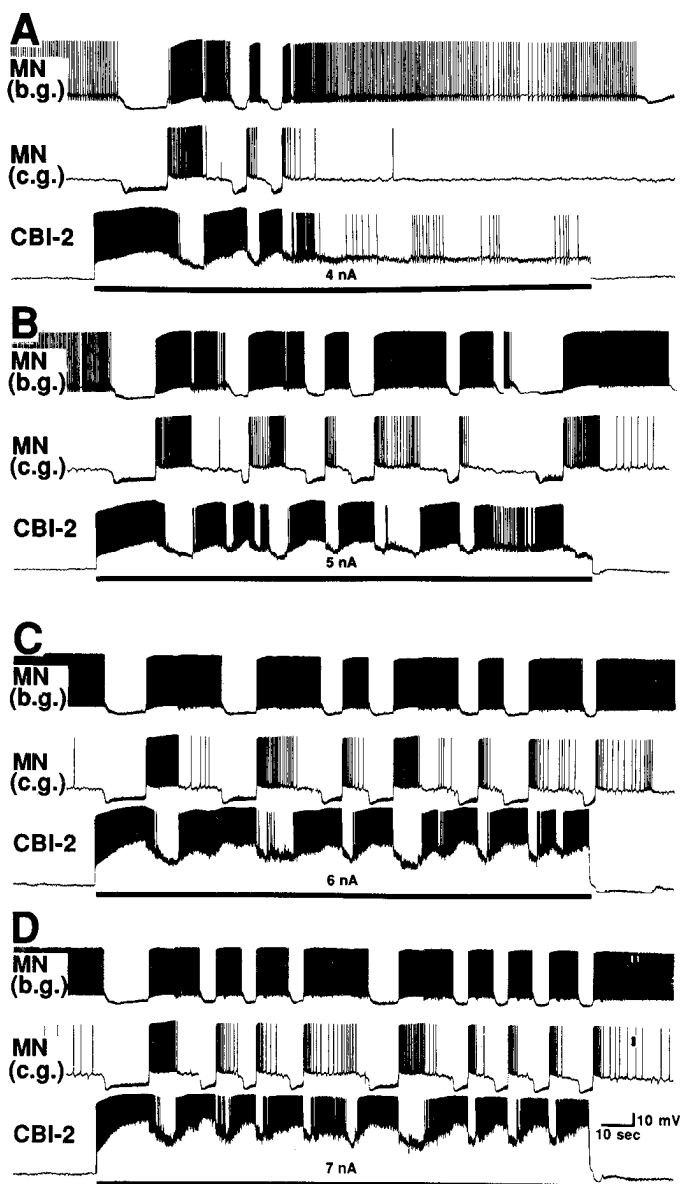 A
MN
(b.g.)
MN
(c.g.)
CBI-2
4 nA
B
MN
(b.g.)
MN
(c.g.)
CBI-2
5 nA
C
MN
(b.g.)
MN
(c.g.)
CBI-2
6 nA
D
MN
(b.g.)
MN
(c.g.)
CBI-2
10 mV
10 sec
7 nA